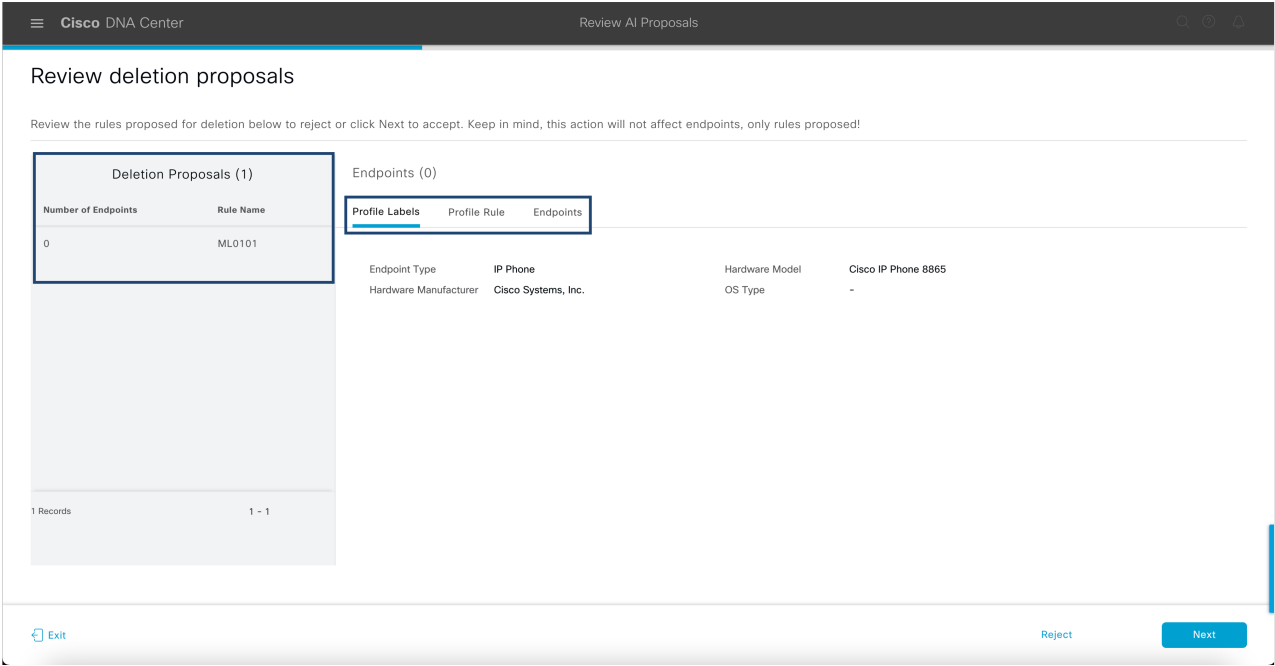 Cisco DNA Center
Review AI Proposals
Review deletion proposals
Review the rules proposed for deletion below to reject or click Next to accept. Keep in mind, this action will not affect endpoints, only rules proposed!
Deletion Proposals (1)
Number of Endpoints Rule Name
0 ML0101
1 Records 1 - 1
Endpoints (0)
Profile Labels Profile Rule Endpoints
Endpoint Type IP Phone Hardware Model Cisco IP Phone 8865
Hardware Manufacturer Cisco Systems, Inc. OS Type -
Exit Reject Next